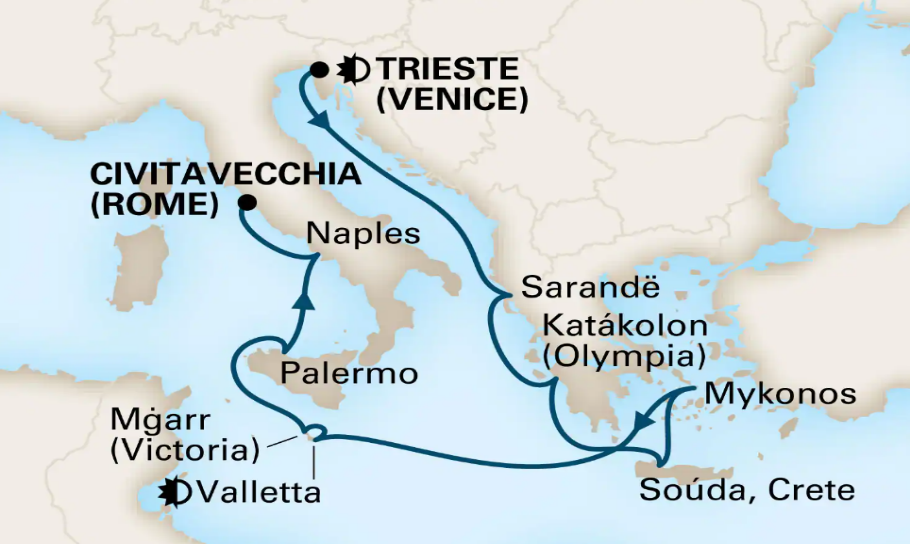 TRIESTE
(VENICE)
CIVITAVECCHIA
(ROME)
Naples
Sarandë
Katákolon
(Olympia)
Palermo
Mykonos
Mġarr
(Victoria)
Valletta
Soúda, Crete